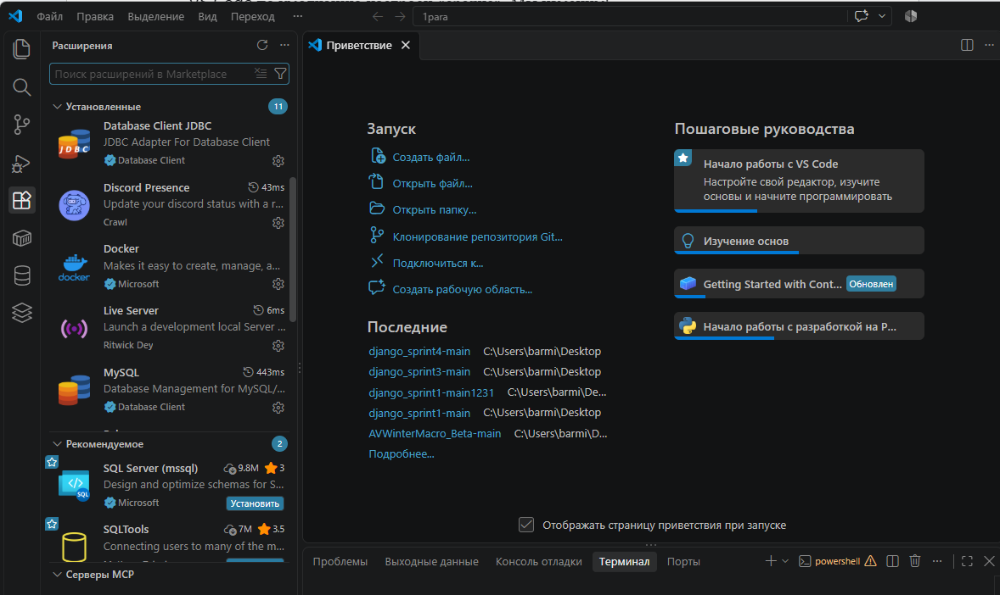 Файл Правка Выделение Вид Переход ··· 1para
Расширения
Поиск расширений в Marketplace
Установленные 11
Database Client JDBC
JDBC Adapter For Database Client
Database Client
Discord Presence 43ms
Update your discord status with a r...
Crawl
Docker
Makes it easy to create, manage, a...
Microsoft
Live Server 6ms
Launch a development local Server ...
Ritwick Dey
MySQL 443ms
Database Management for MySQL/...
Database Client
Рекомендуемое 2
SQL Server (mssql) 9.8M 3
Design and optimize schemas for S...
Microsoft Установить
SQLTools 7M 3.5
Connecting users to many of the m...
Серверы MCP
Приветствие
Запуск
Создать файл...
Открыть файл...
Открыть папку...
Клонирование репозитория Git...
Подключиться к...
Создать рабочую область...
Последние
django_sprint4-main C:\Users\barmi\Desktop
django_sprint3-main C:\Users\barmi\Desktop
django_sprint1-main1231 C:\Users\barmi\De...
django_sprint1-main C:\Users\barmi\Desktop
AVWinterMacro_Beta-main C:\Users\barmi\D...
Подробнее...
Пошаговые руководства
Начало работы с VS Code
Настройте свой редактор, изучите
основы и начните программировать
Изучение основ
Getting Started with Cont... Обновлен
Начало работы с разработкой на P...
Отображать страницу приветствия при запуске
Проблемы Выходные данные Консоль отладки Терминал Порты powershell